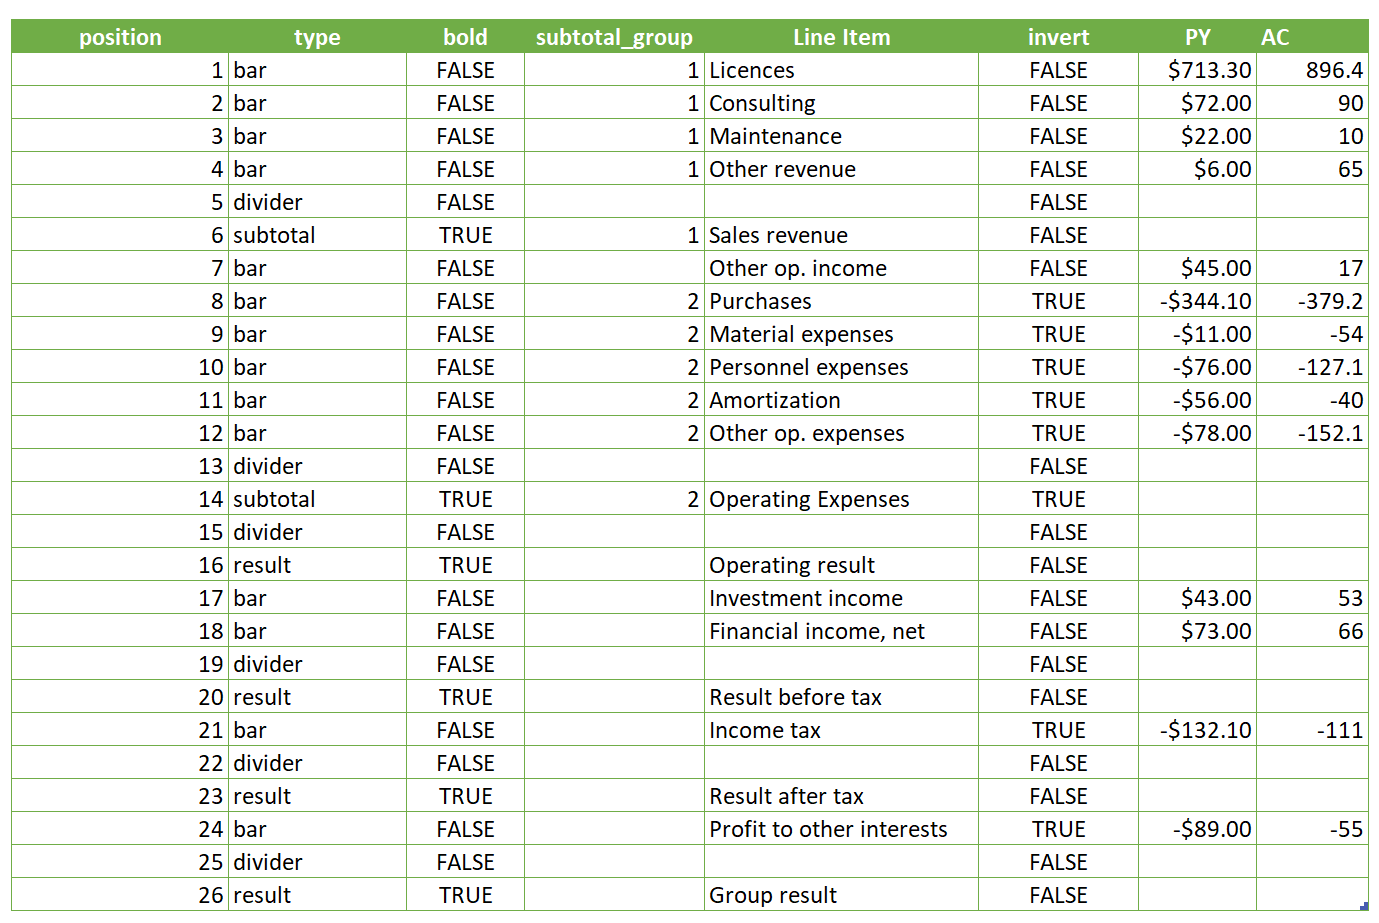 position type bold subtotal_group Line Item invert PY AC
1 bar FALSE 1 Licences FALSE $713.30 896.4
2 bar FALSE 1 Consulting FALSE $72.00 90
3 bar FALSE 1 Maintenance FALSE $22.00 10
4 bar FALSE 1 Other revenue FALSE $6.00 65
5 divider FALSE FALSE
6 subtotal TRUE 1 Sales revenue FALSE
7 bar FALSE Other op. income FALSE $45.00 17
8 bar FALSE 2 Purchases TRUE -$344.10 -379.2
9 bar FALSE 2 Material expenses TRUE -$11.00 -54
10 bar FALSE 2 Personnel expenses TRUE -$76.00 -127.1
11 bar FALSE 2 Amortization TRUE -$56.00 -40
12 bar FALSE 2 Other op. expenses TRUE -$78.00 -152.1
13 divider FALSE FALSE
14 subtotal TRUE 2 Operating Expenses TRUE
15 divider FALSE FALSE
16 result TRUE Operating result FALSE
17 bar FALSE Investment income FALSE $43.00 53
18 bar FALSE Financial income, net FALSE $73.00 66
19 divider FALSE FALSE
20 result TRUE Result before tax FALSE
21 bar FALSE Income tax TRUE -$132.10 -111
22 divider FALSE FALSE
23 result TRUE Result after tax FALSE
24 bar FALSE Profit to other interests TRUE -$89.00 -55
25 divider FALSE FALSE
26 result TRUE Group result FALSE